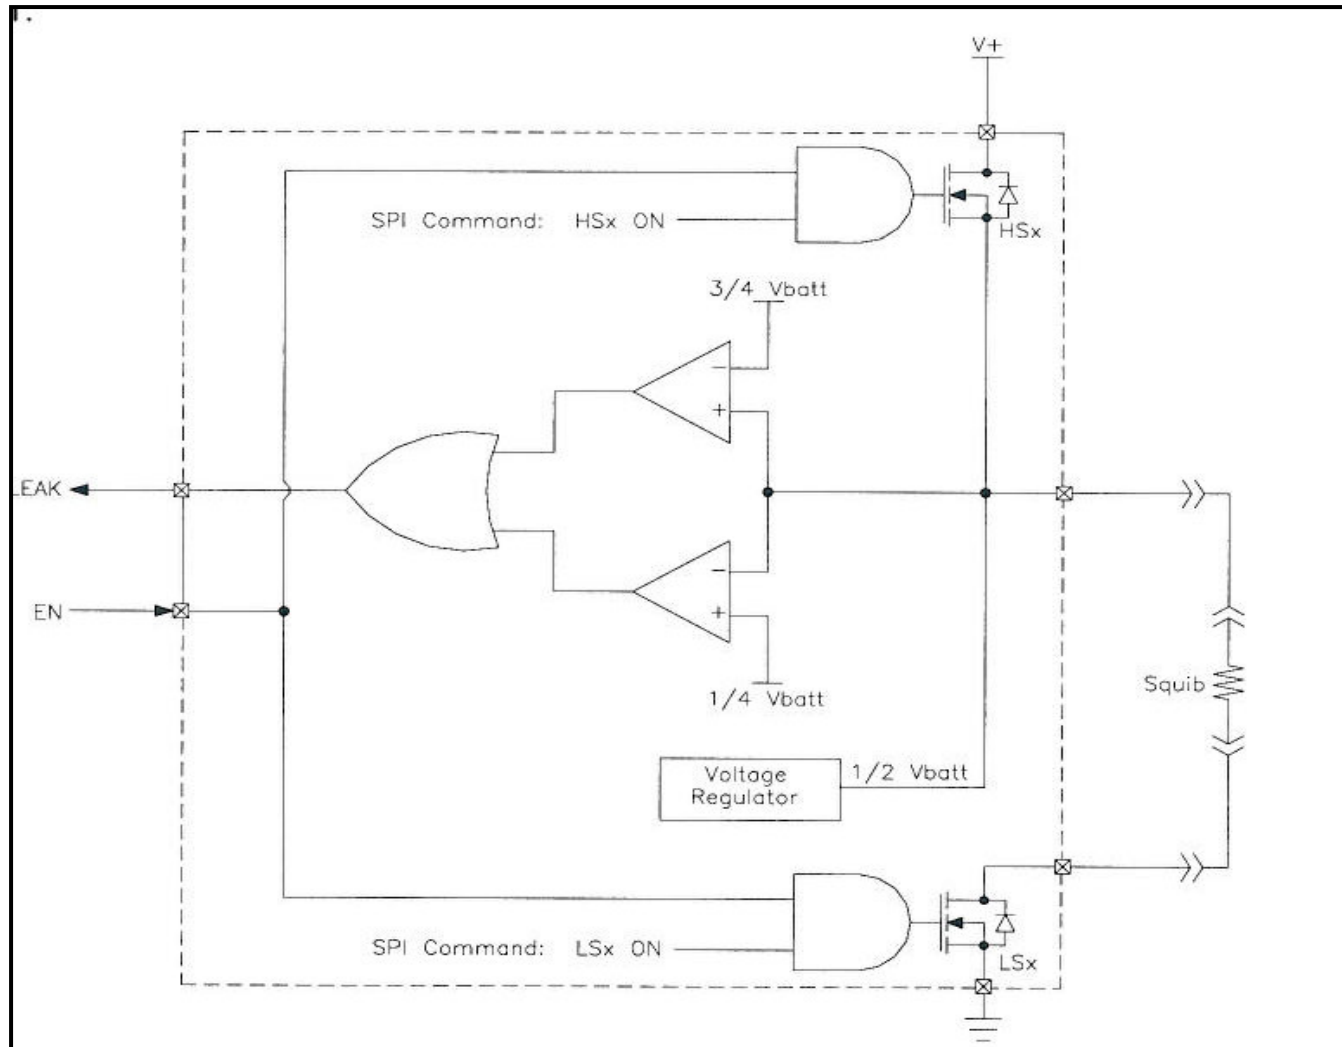 V+
SPI Command: HSx ON
HSx
3/4 Vbatt
−
+
LEAK
−
+
EN
Squib
1/4 Vbatt
Voltage
Regulator
1/2 Vbatt
SPI Command: LSx ON
LSx